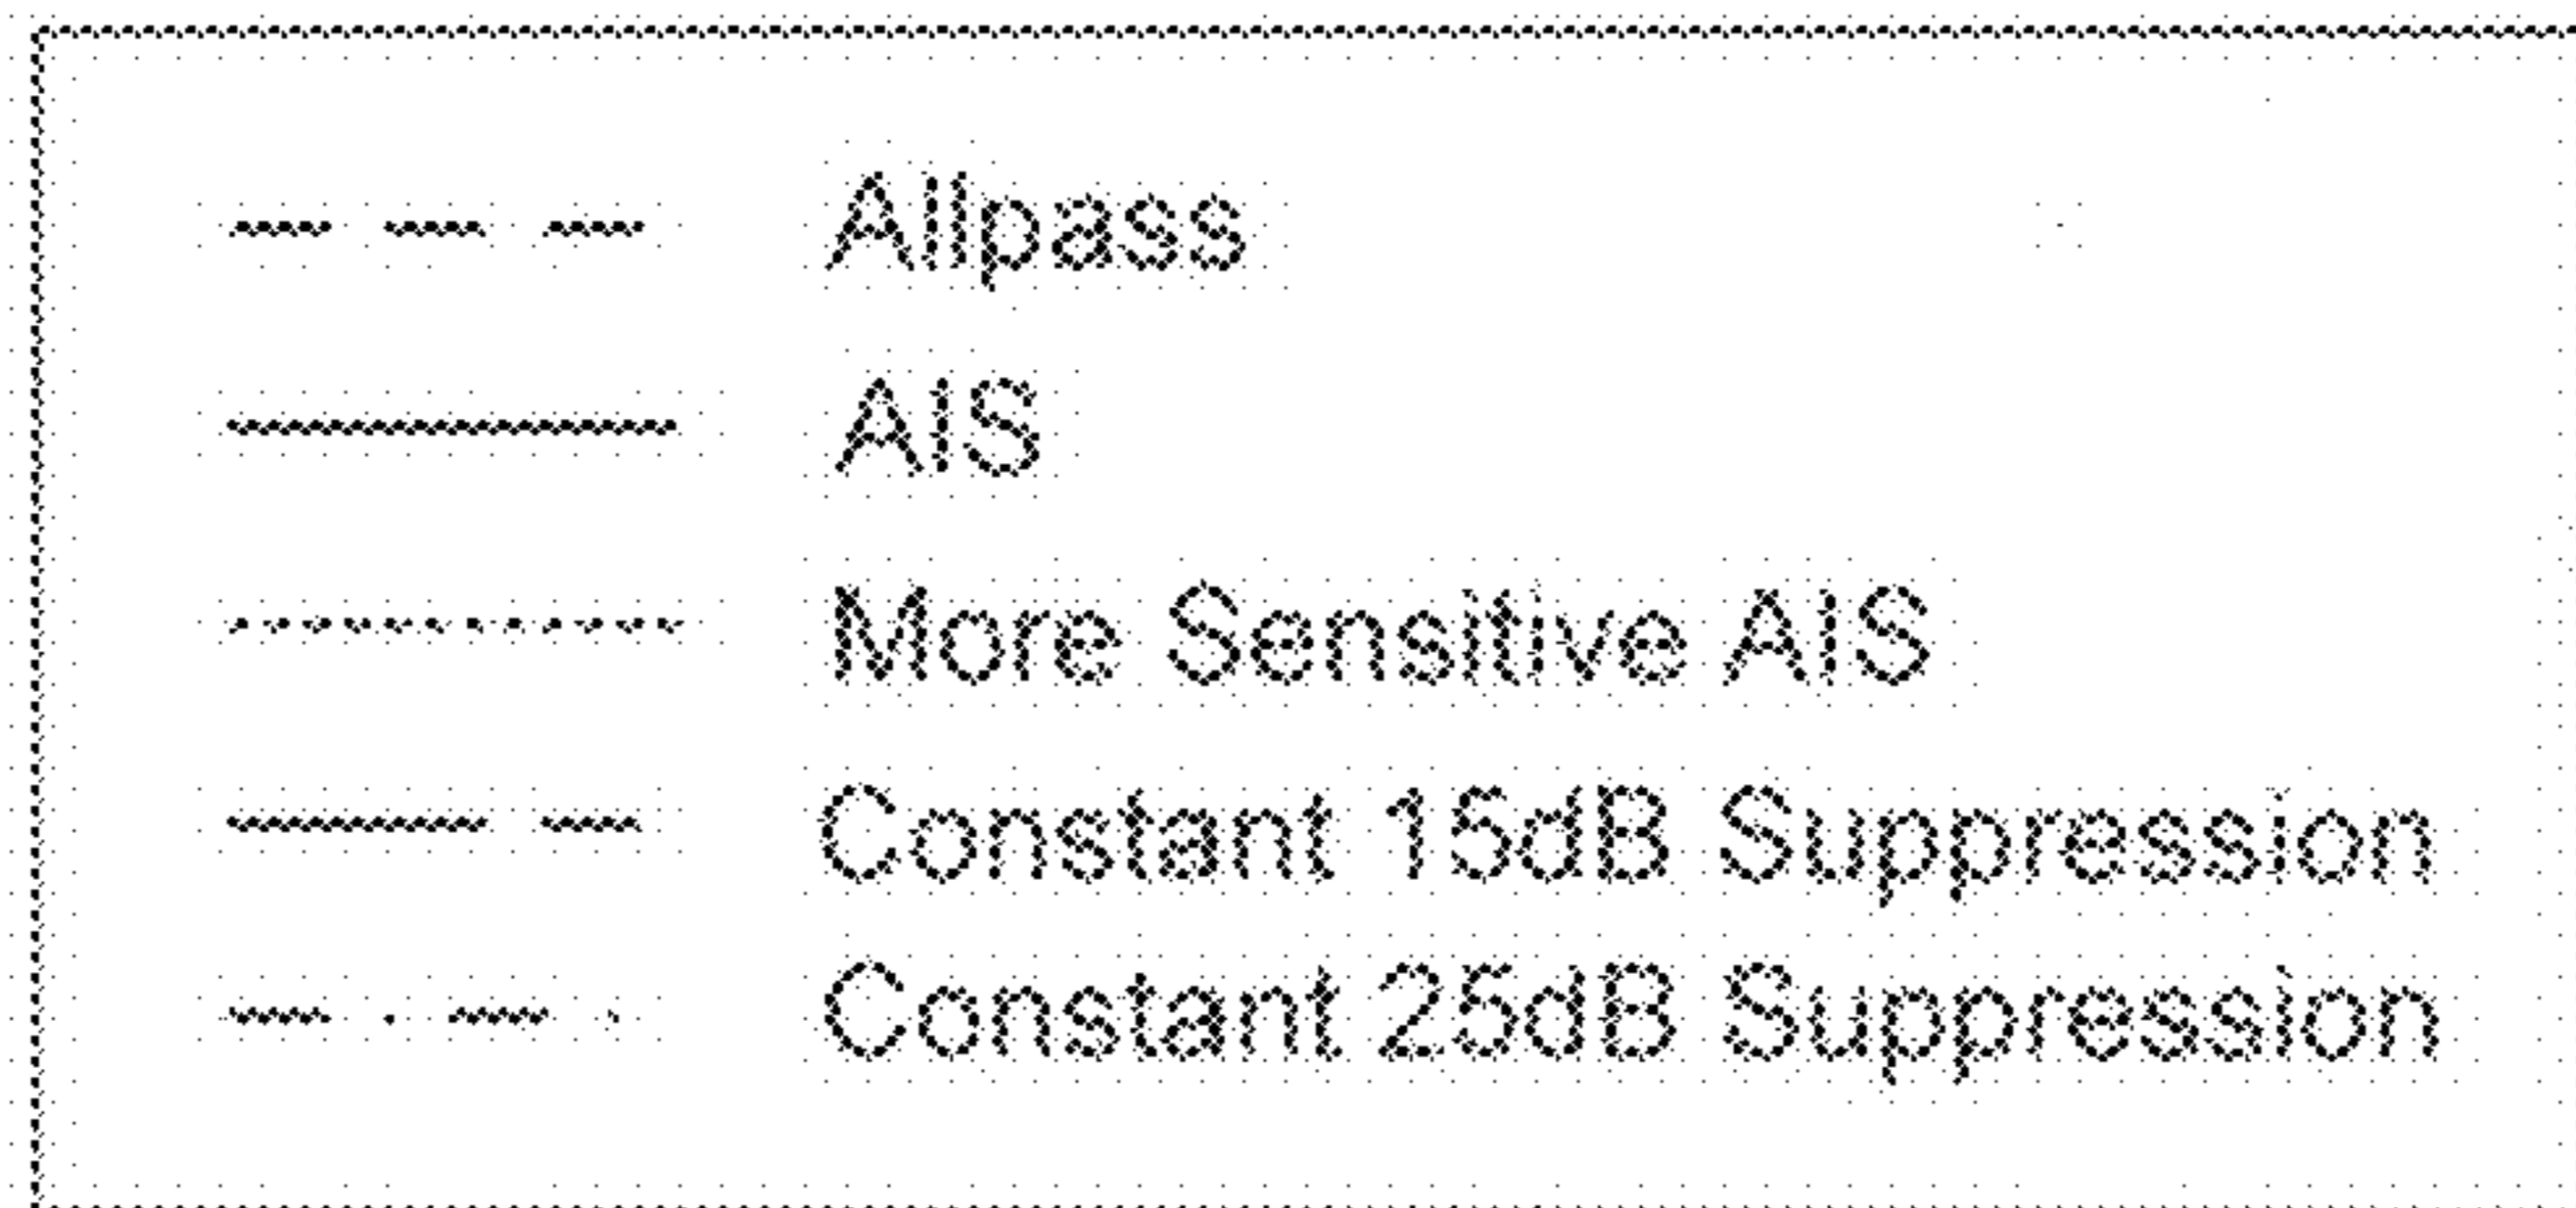 Allpass
AIS
More Sensitive AIS
Constant 15dB Suppression
Constant 25dB Suppression